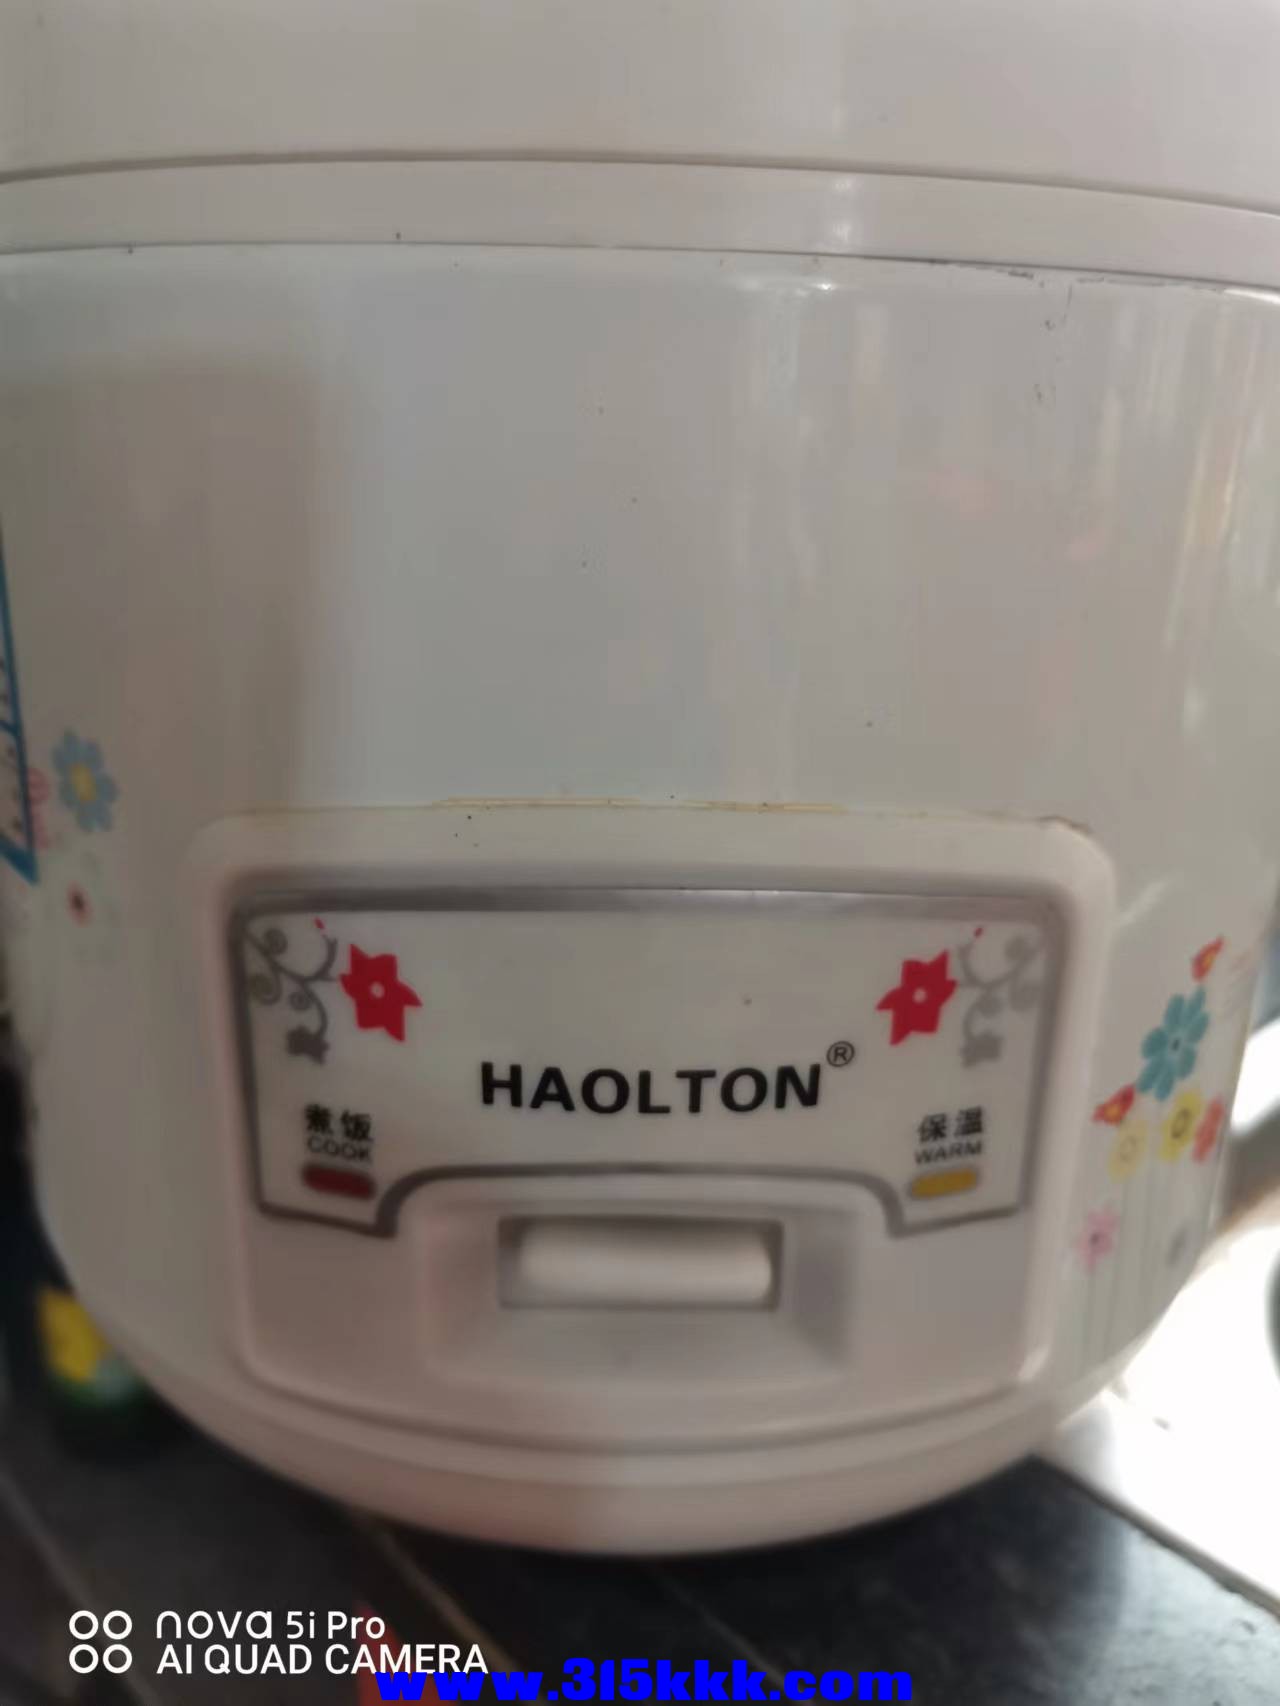 HAOLTON®
煮饭
COOK
保温
WARM
nova 5i Pro
AI QUAD CAMERA
www.315kkk.com